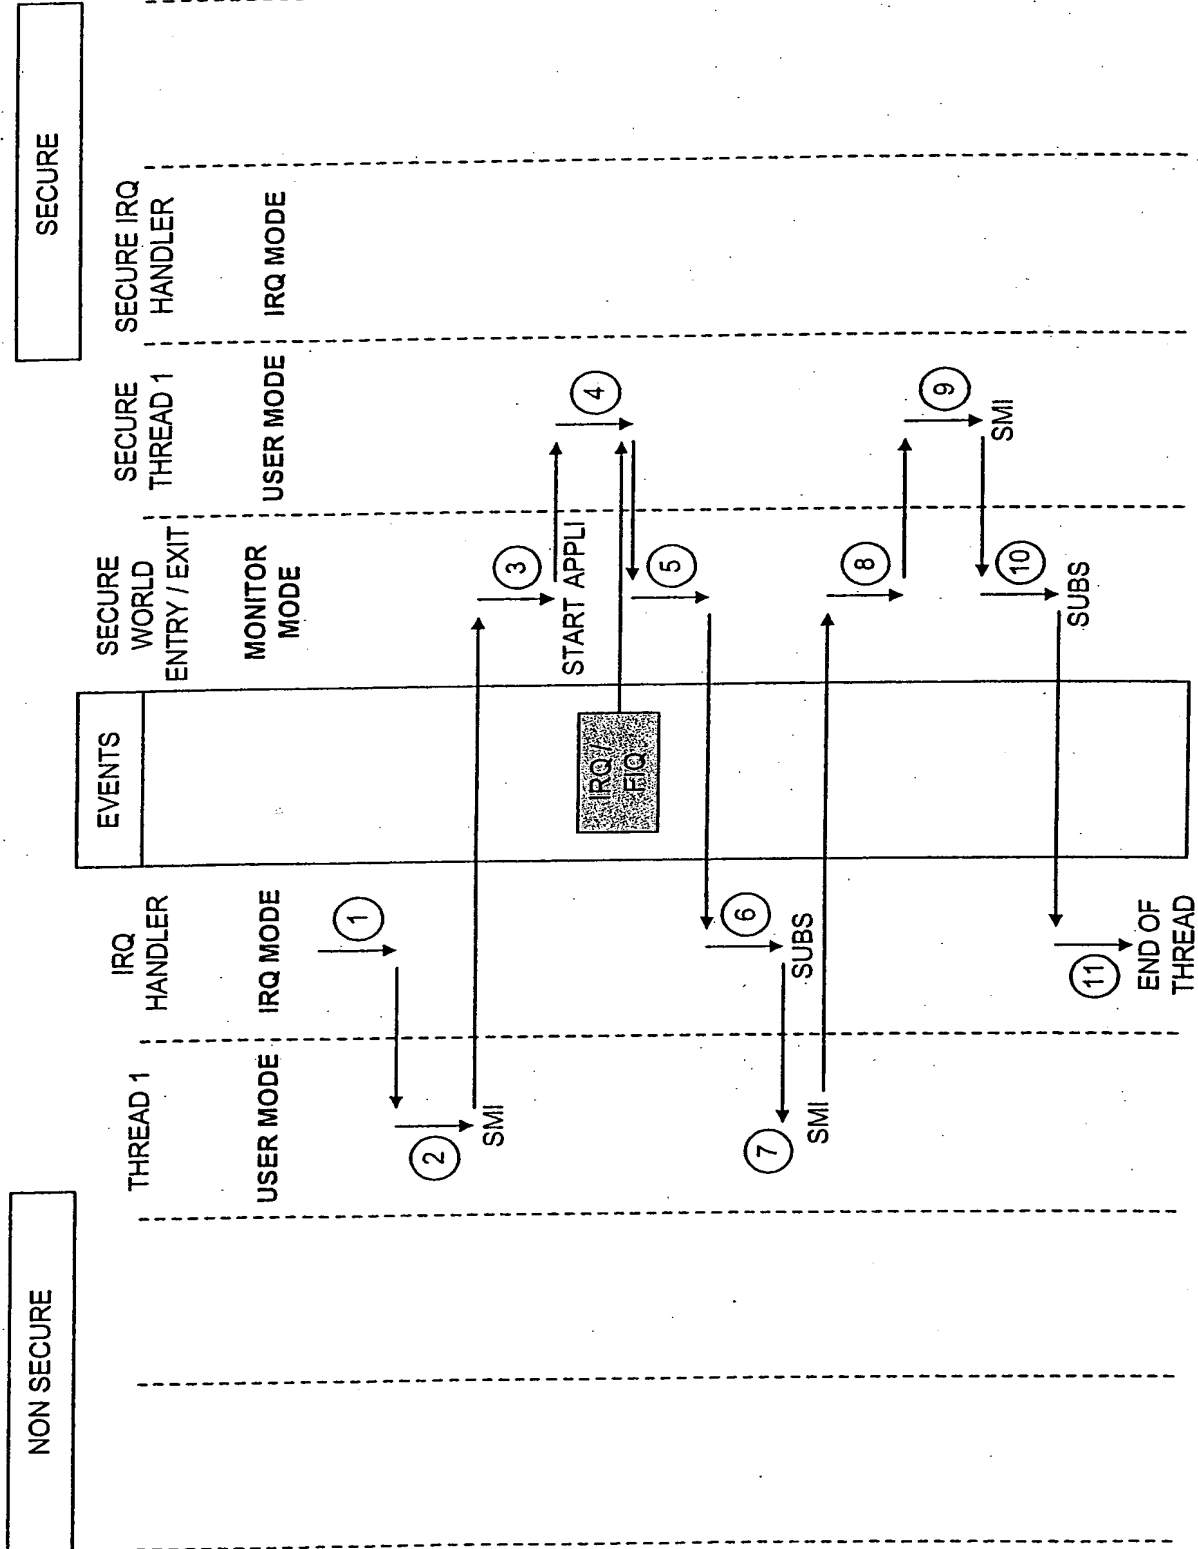 NON SECURE
SECURE
THREAD 1
USER MODE
IRQ
HANDLER
IRQ MODE
EVENTS
SECURE
WORLD
ENTRY / EXIT
MONITOR
MODE
SECURE
THREAD 1
USER MODE
SECURE IRQ
HANDLER
IRQ MODE
1
2
SMI
3
START APPLI
4
IRQ /
FIQ
5
6
SUBS
7
SMI
8
9
SMI
10
SUBS
11
END OF
THREAD